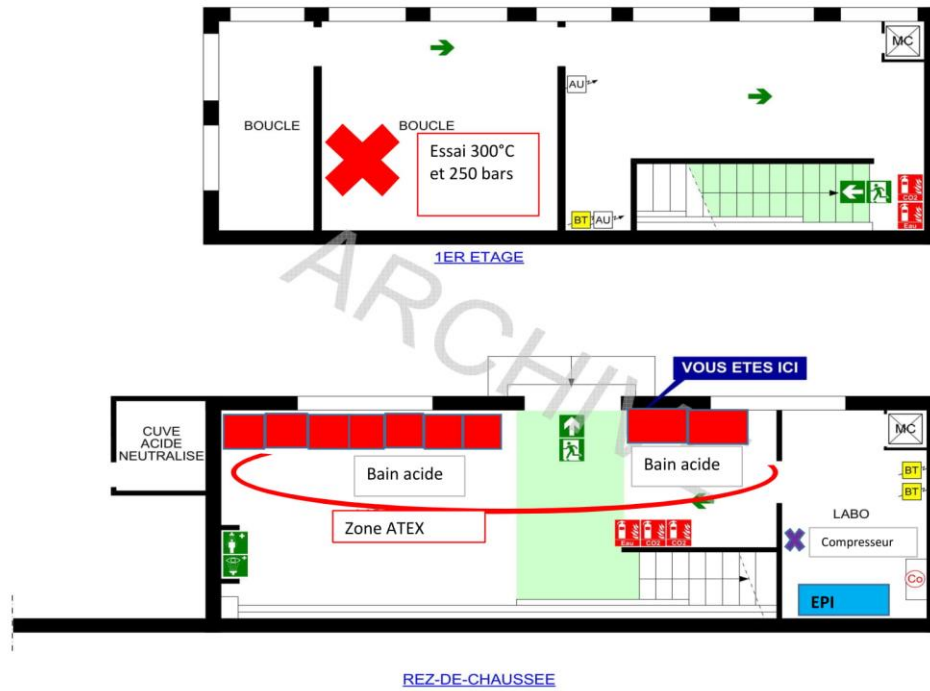 MC
AU
BOUCLE
BOUCLE
Essai 300°C
et 250 bars
CO2
BT
AU
Eau
1ER ETAGE
ARCHIVE
VOUS ETES ICI
CUVE
ACIDE
NEUTRALISE
MC
Bain acide
Bain acide
BT
BT
LABO
Zone ATEX
Eau
CO2
CO2
Compresseur
Co
EPI
REZ-DE-CHAUSSEE